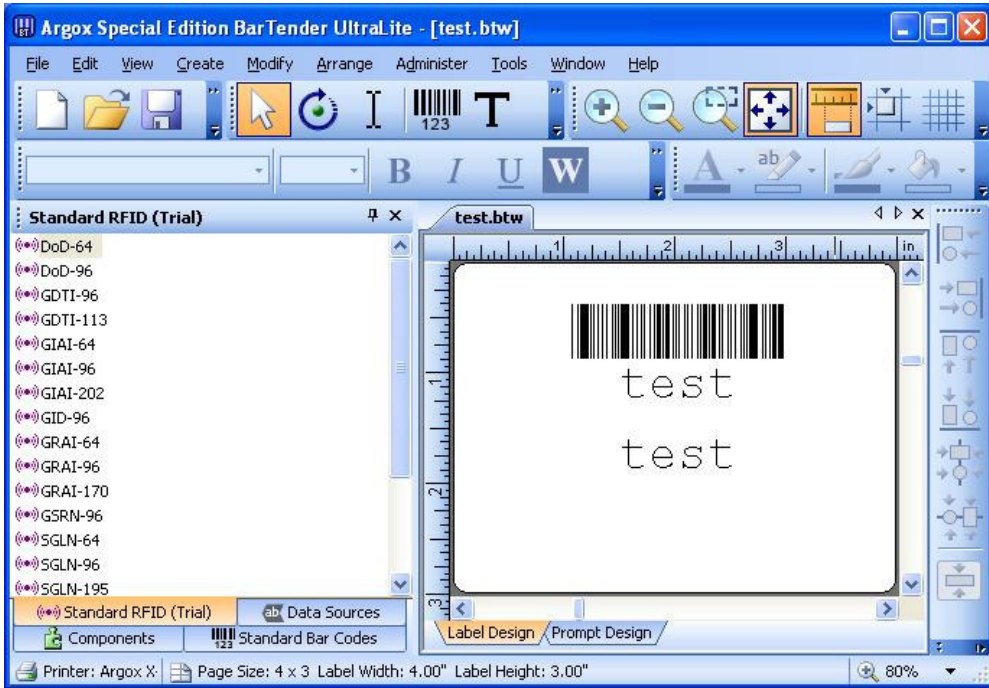 Argox Special Edition BarTender UltraLite - [test.btw]
File Edit View Create Modify Arrange Administer Tools Window Help
123 T
B I U W A ab
Standard RFID (Trial)
test.btw
DoD-64
DoD-96
GDTI-96
GDTI-113
GIAI-64
GIAI-96
GIAI-202
GID-96
GRAI-64
GRAI-96
GRAI-170
GSRN-96
SGLN-64
SGLN-96
SGLN-195
Standard RFID (Trial) Data Sources
Components Standard Bar Codes
1 2 3 in
1
2
3
test
test
Label Design Prompt Design
Printer: Argox X- Page Size: 4 x 3 Label Width: 4.00" Label Height: 3.00" 80%